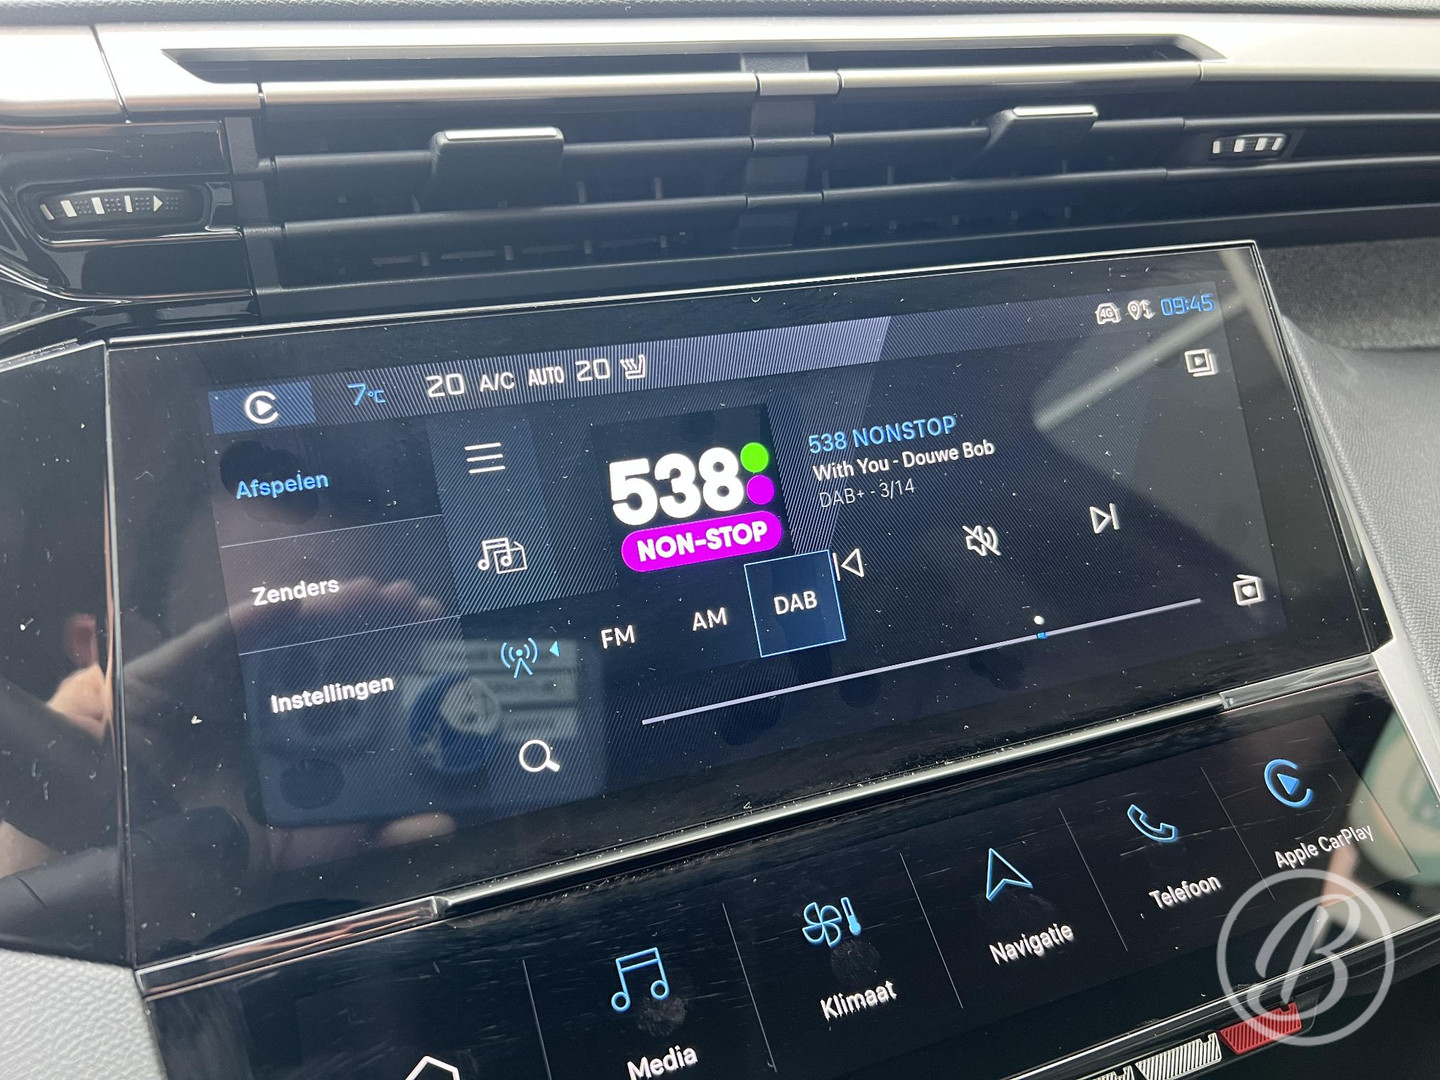 7°C
20 A/C AUTO 20
4G
09:45
Afspelen
Zenders
Instellingen
538
NON-STOP
538 NONSTOP
With You - Douwe Bob
DAB+ - 3/14
FM
AM
DAB
Media
Klimaat
Navigatie
Telefoon
Apple CarPlay
B